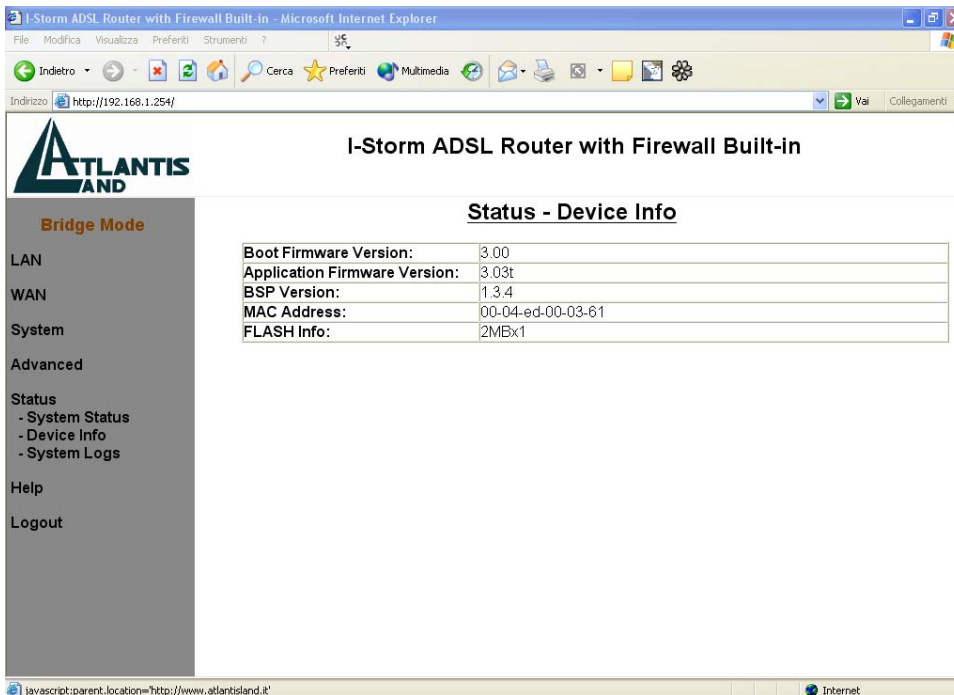 I-Storm ADSL Router with Firewall Built-in - Microsoft Internet Explorer
File Modifica Visualizza Preferiti Strumenti ?
Indietro Cerca Preferiti Multimedia
Indirizzo http://192.168.1.254/ Vai Collegamenti
ATLANTIS
LAND
I-Storm ADSL Router with Firewall Built-in
Bridge Mode
LAN
WAN
System
Advanced
Status
- System Status
- Device Info
- System Logs
Help
Logout
Status - Device Info
Boot Firmware Version: 3.00
Application Firmware Version: 3.03t
BSP Version: 1.3.4
MAC Address: 00-04-ed-00-03-61
FLASH Info: 2MBx1
javascript:parent.location='http://www.atlantisland.it' Internet